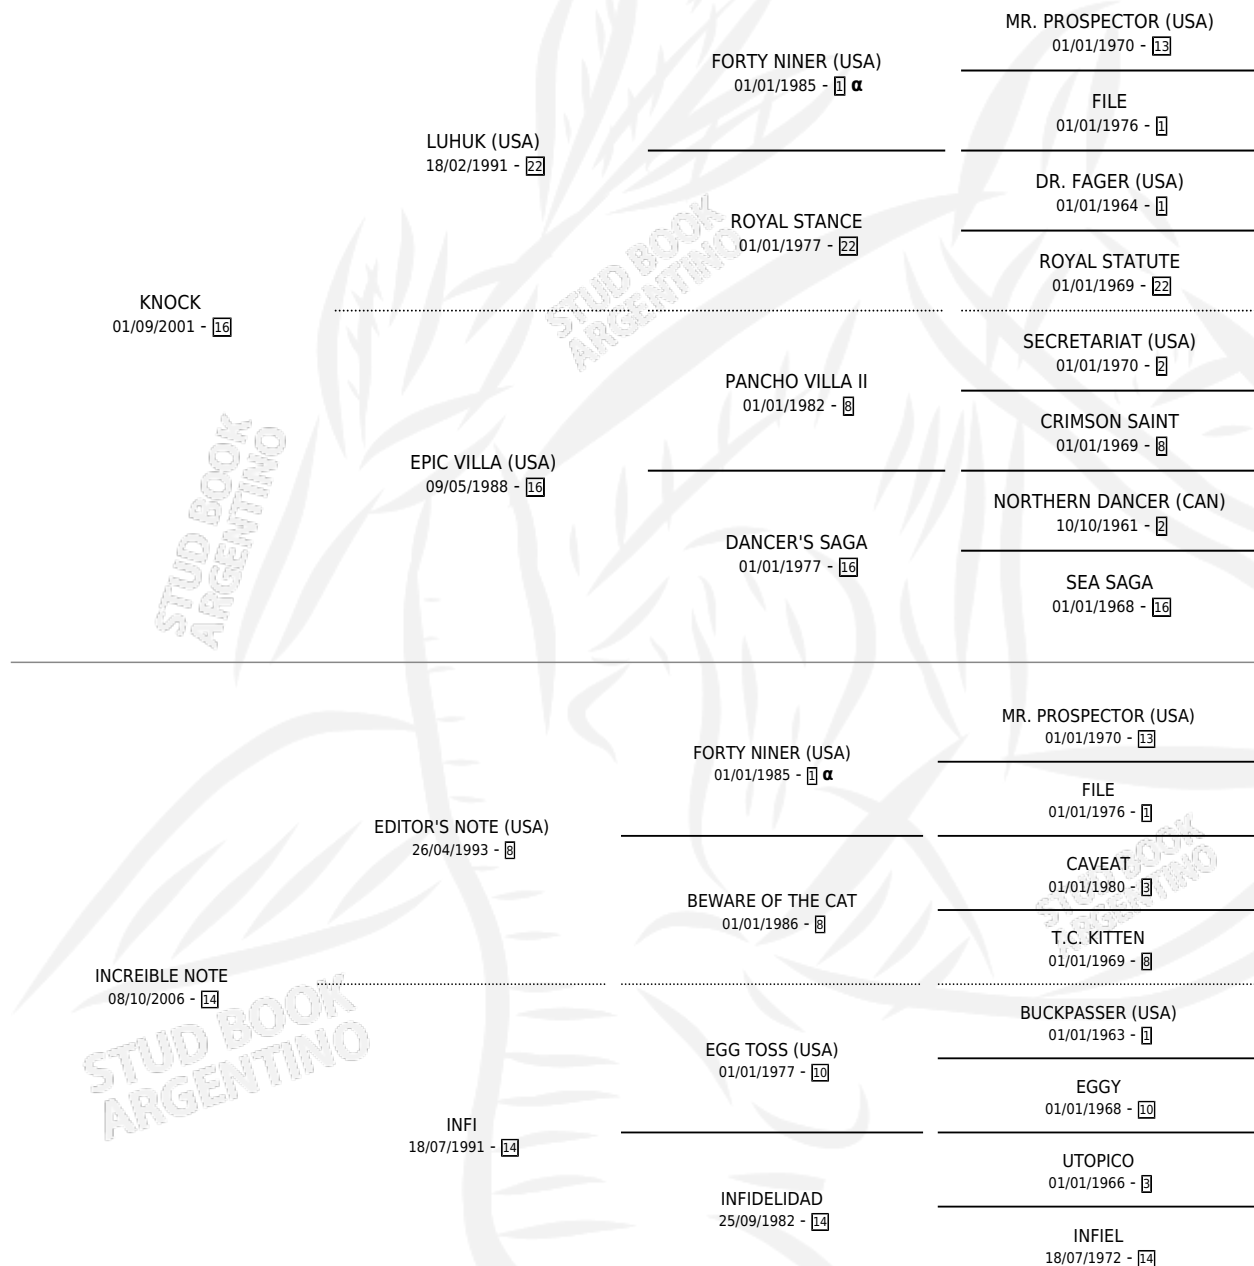 MR. PROSPECTOR (USA)
01/01/1970 - 13
FORTY NINER (USA)
01/01/1985 - 1 α
FILE
01/01/1976 - 1
LUHUK (USA)
18/02/1991 - 22
DR. FAGER (USA)
01/01/1964 - 1
ROYAL STANCE
01/01/1977 - 22
ROYAL STATUTE
01/01/1969 - 22
KNOCK
01/09/2001 - 16
SECRETARIAT (USA)
01/01/1970 - 2
PANCHO VILLA II
01/01/1982 - 8
CRIMSON SAINT
01/01/1969 - 8
EPIC VILLA (USA)
09/05/1988 - 16
NORTHERN DANCER (CAN)
10/10/1961 - 2
DANCER'S SAGA
01/01/1977 - 16
SEA SAGA
01/01/1968 - 16
STUD BOOK
ARGENTINO
STUD BOOK
ARGENTINO
MR. PROSPECTOR (USA)
01/01/1970 - 13
FORTY NINER (USA)
01/01/1985 - 1 α
FILE
01/01/1976 - 1
EDITOR'S NOTE (USA)
26/04/1993 - 8
CAVEAT
01/01/1980 - 3
BEWARE OF THE CAT
01/01/1986 - 8
T.C. KITTEN
01/01/1969 - 8
INCREIBLE NOTE
08/10/2006 - 14
BUCKPASSER (USA)
01/01/1963 - 1
EGG TOSS (USA)
01/01/1977 - 10
EGGY
01/01/1968 - 10
INFI
18/07/1991 - 14
UTOPICO
01/01/1966 - 3
INFIDELIDAD
25/09/1982 - 14
INFIEL
18/07/1972 - 14
STUD BOOK
ARGENTINO
STUD BOOK
ARGENTINO